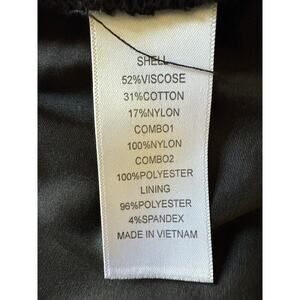 SHELL
52%VISCOSE
31%COTTON
17%NYLON
COMBO1
100%NYLON
COMBO2
100%POLYESTER
LINING
96%POLYESTER
4%SPANDEX
MADE IN VIETNAM